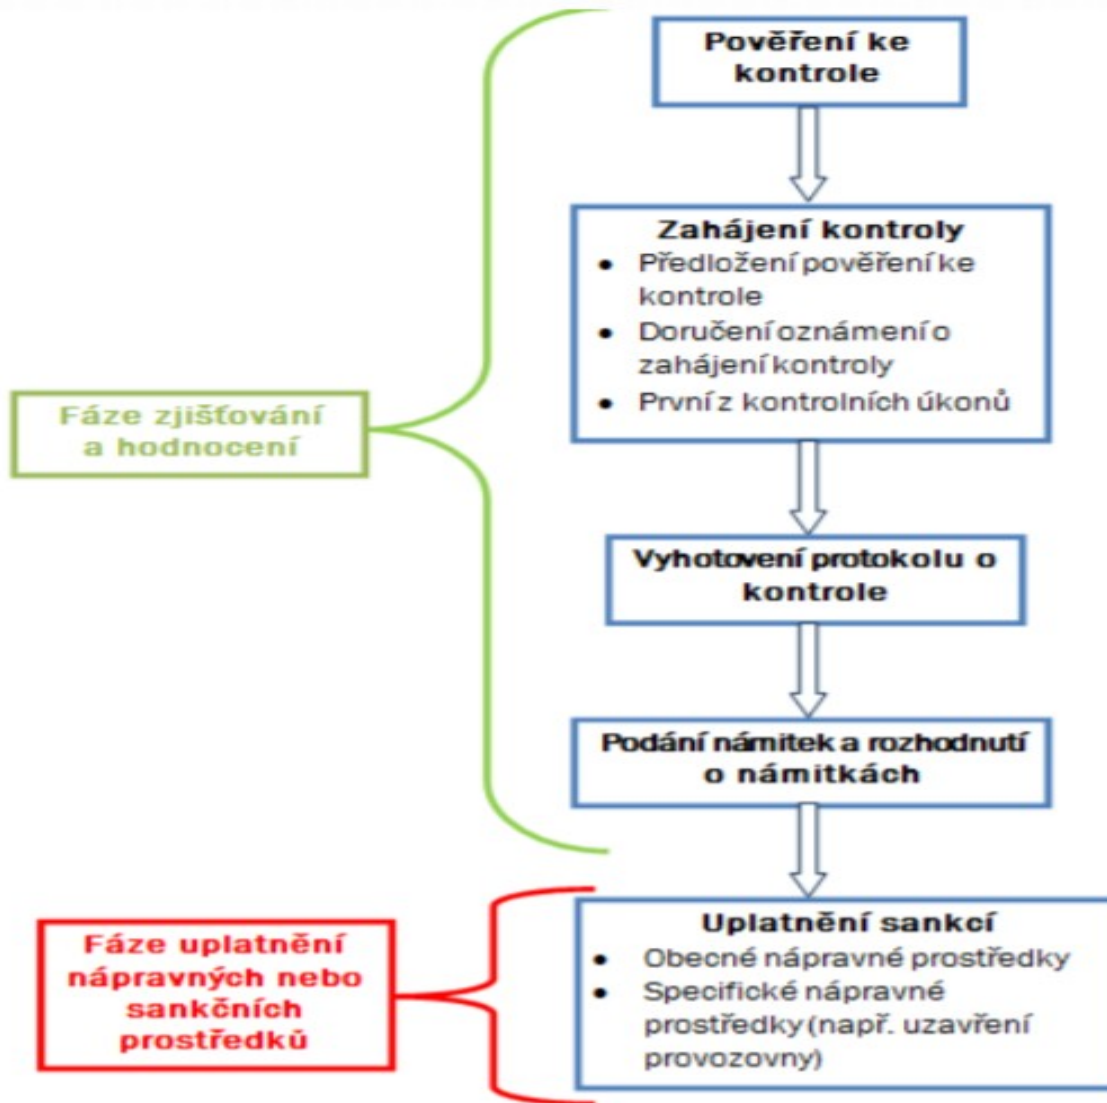 Pověření ke
kontrole
Zahájení kontroly
• Předložení pověření ke
kontrole
• Doručení oznámení o
zahájení kontroly
• První z kontrolních úkonů
Fáze zjišťování
a hodnocení
Vyhotovení protokolu o
kontrole
Podání námitek a rozhodnutí
o námitkách
Fáze uplatnění
nápravných nebo
sankčních
prostředků
Uplatnění sankcí
• Obecné nápravné prostředky
• Specifické nápravné
prostředky (např. uzavření
provozovny)